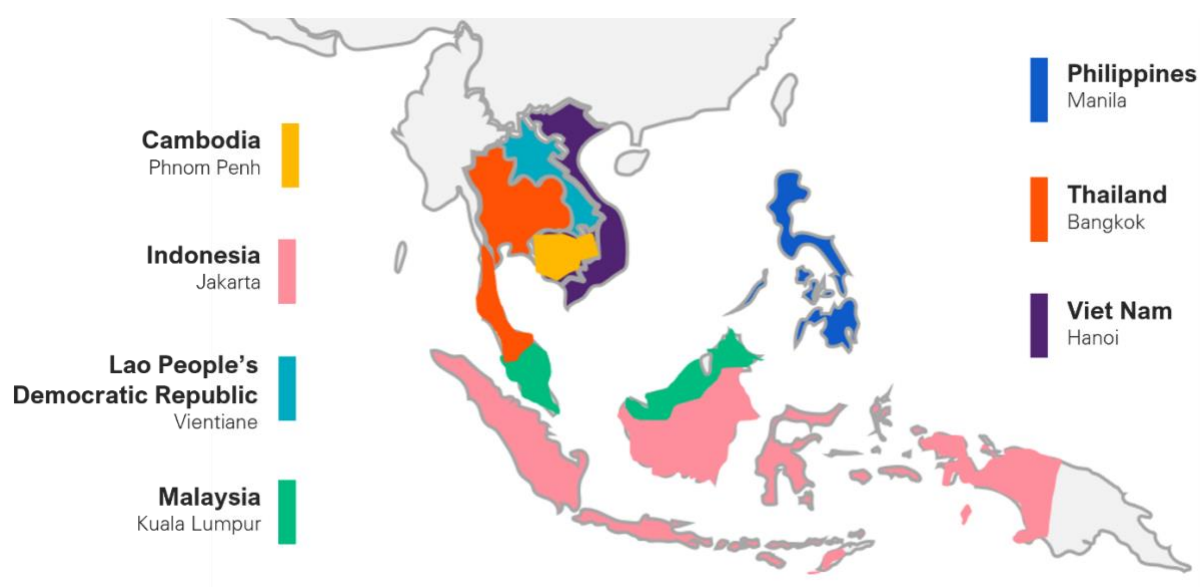 Cambodia
Phnom Penh
Indonesia
Jakarta
Lao People’s
Democratic Republic
Vientiane
Malaysia
Kuala Lumpur
Philippines
Manila
Thailand
Bangkok
Viet Nam
Hanoi